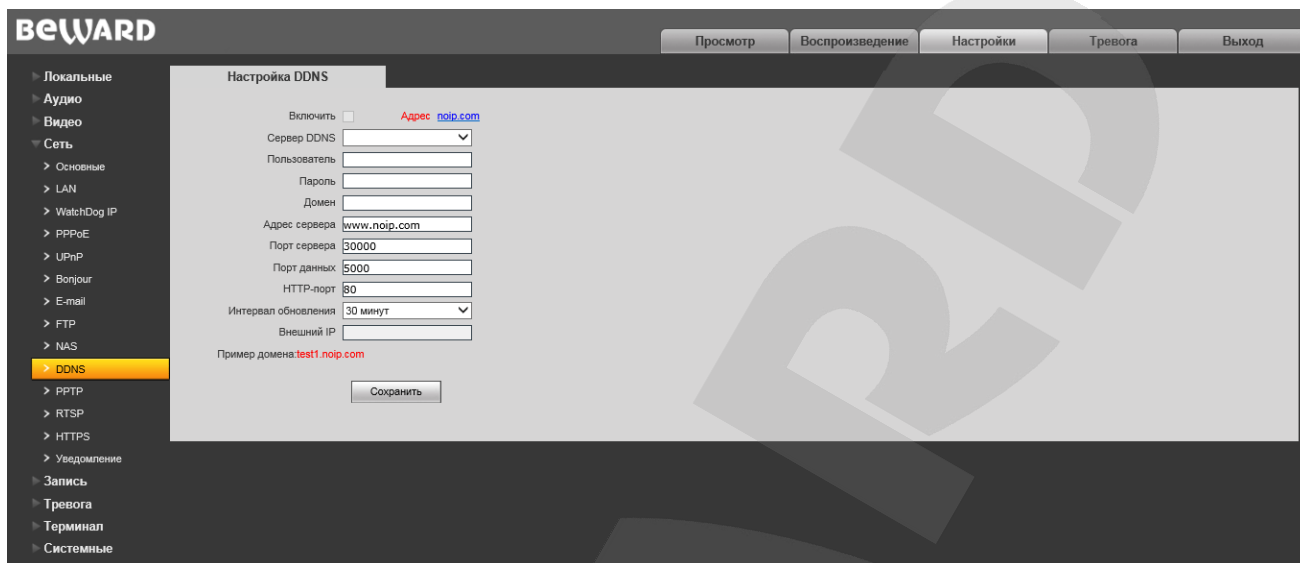 BEWARD
Просмотр Воспроизведение Настройки Тревога Выход
Локальные
Аудио
Видео
Сеть
Основные
LAN
WatchDog IP
PPPoE
UPnP
Bonjour
E-mail
FTP
NAS
DDNS
PPTP
RTSP
HTTPS
Уведомление
Запись
Тревога
Терминал
Системные
Настройка DDNS
Включить Адрес noip.com
Сервер DDNS
Пользователь
Пароль
Домен
Адрес сервера www.noip.com
Порт сервера 30000
Порт данных 5000
HTTP-порт 80
Интервал обновления 30 минут
Внешний IP
Пример домена:test1.noip.com
Сохранить